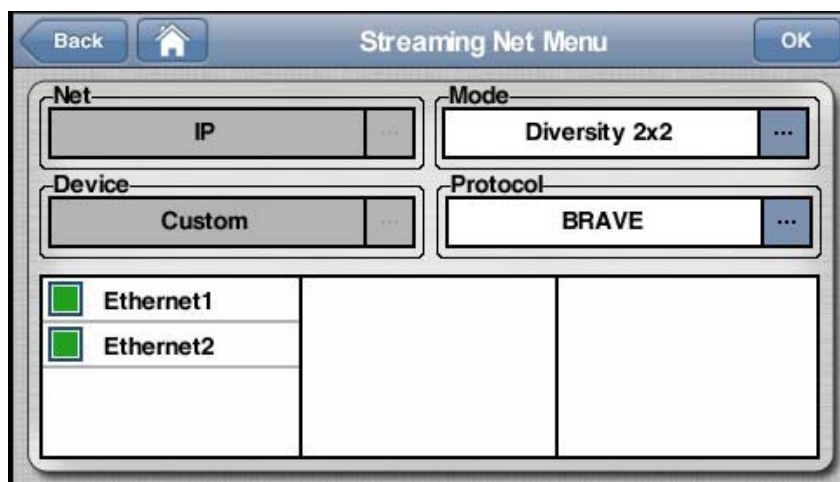 Back Streaming Net Menu OK
Net Mode
IP ... Diversity 2x2 ...
Device Protocol
Custom ... BRAVE ...
Ethernet1
Ethernet2